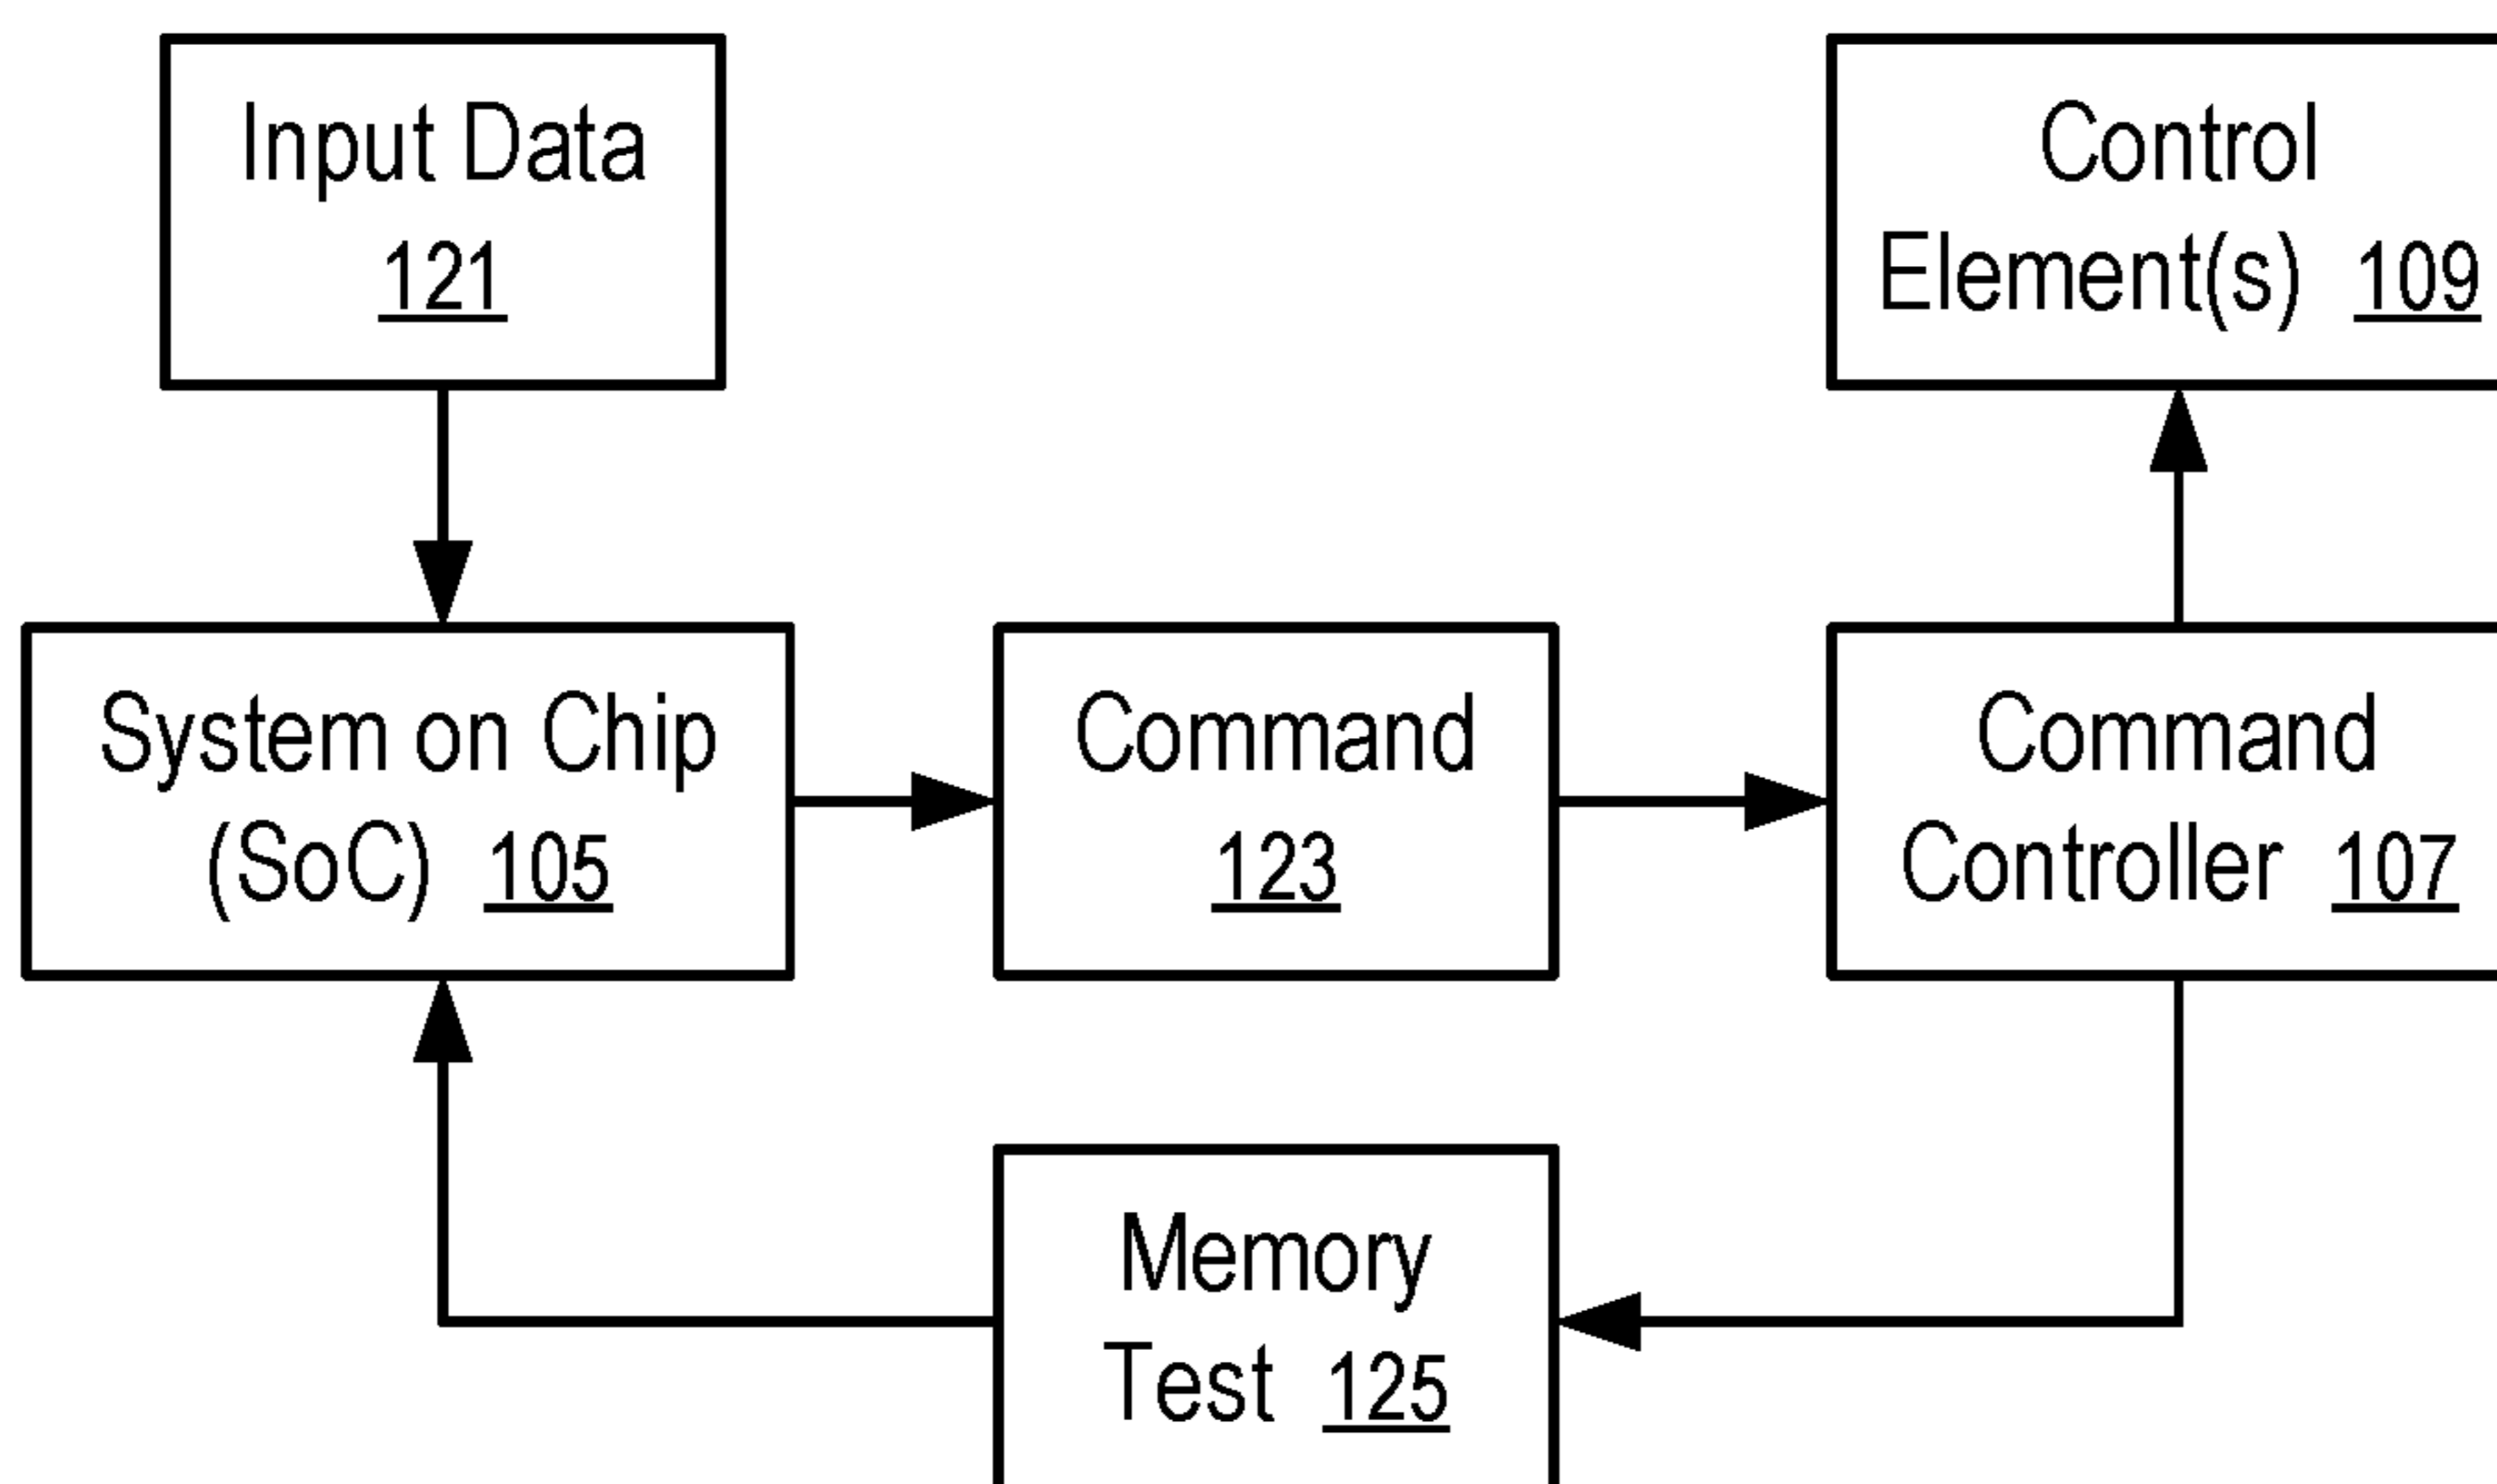 Input Data
121
Control
Element(s) 109
System on Chip
(SoC) 105
Command
123
Command
Controller 107
Memory
Test 125